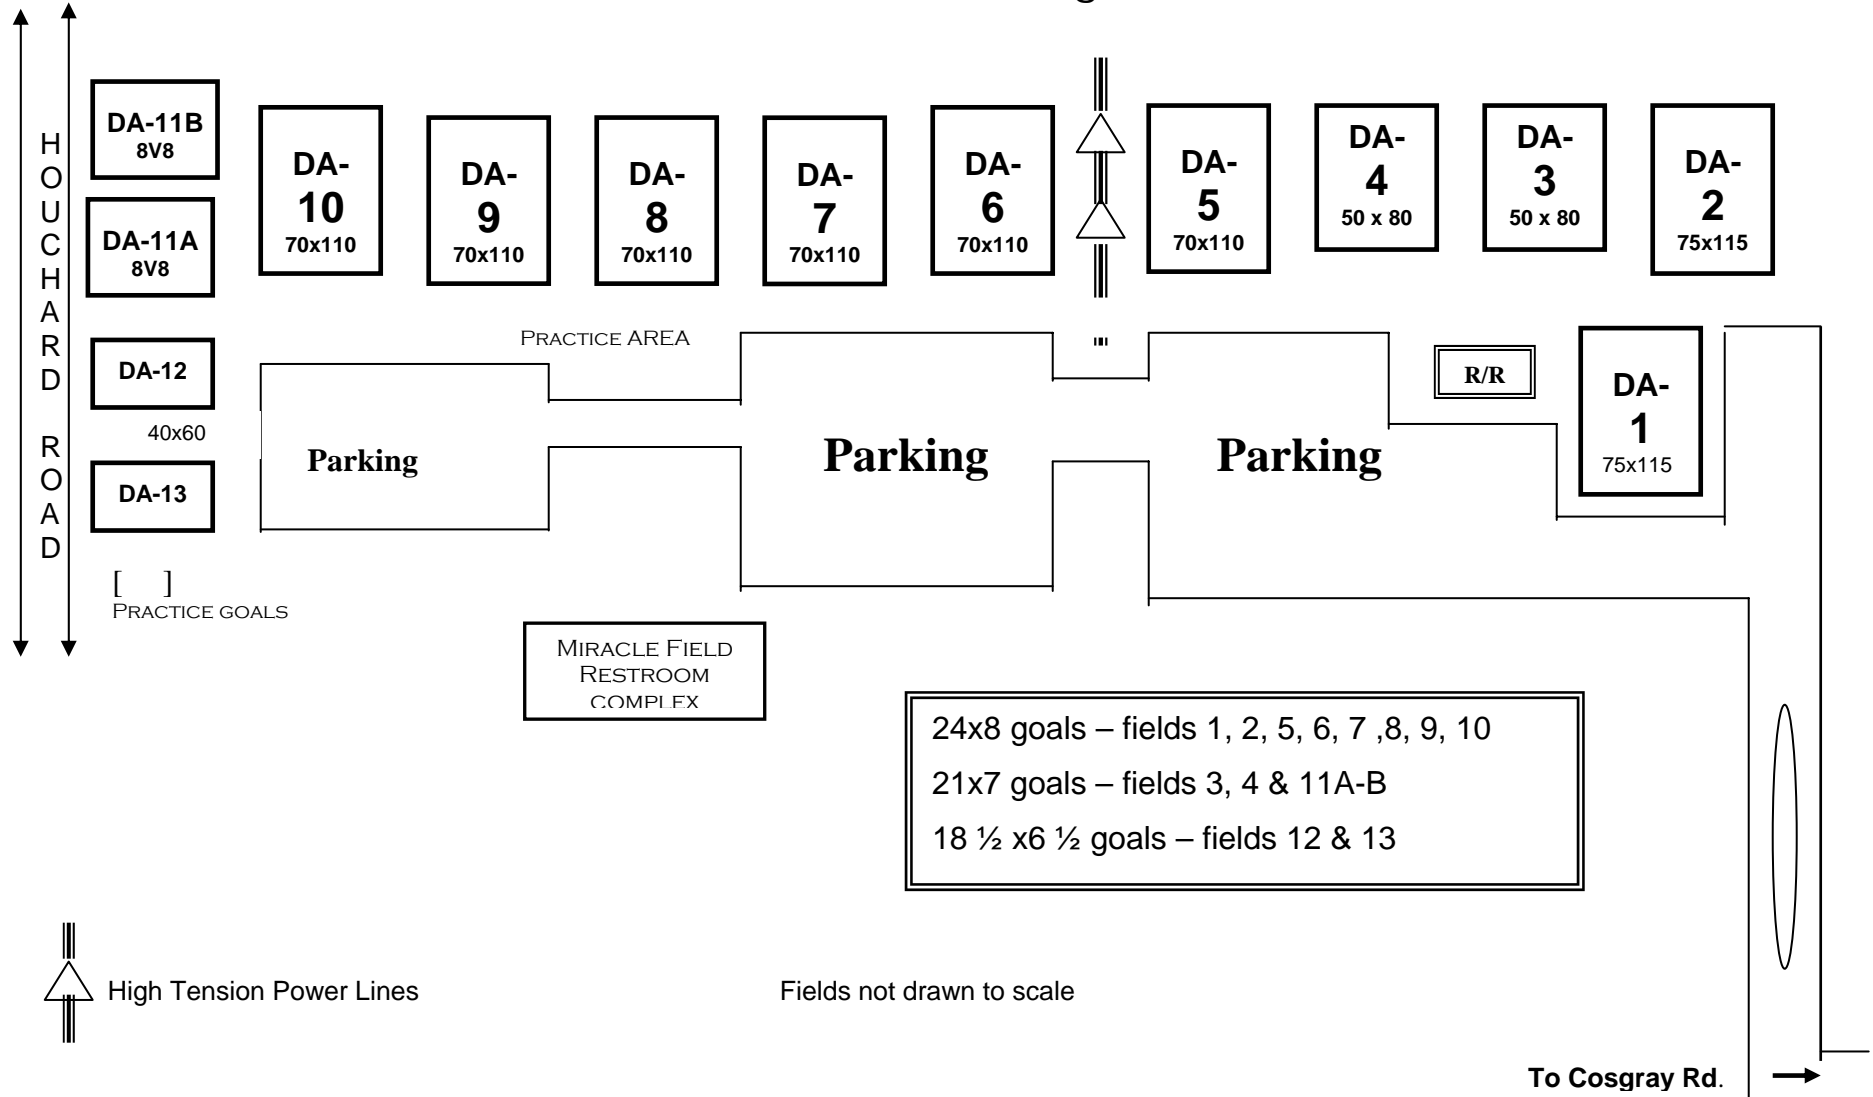 g
HOUCHARD ROAD
DA-11B
8V8
DA-11A
8V8
DA-
10
70x110
DA-
9
70x110
DA-
8
70x110
DA-
7
70x110
DA-
6
70x110
DA-
5
70x110
DA-
4
50 x 80
DA-
3
50 x 80
DA-
2
75x115
DA-12
40x60
DA-13
[ ]
PRACTICE GOALS
PRACTICE AREA
Parking
Parking
Parking
R/R
DA-
1
75x115
MIRACLE FIELD
RESTROOM
COMPLEX
24x8 goals – fields 1, 2, 5, 6, 7 ,8, 9, 10
21x7 goals – fields 3, 4 & 11A-B
18 ½ x6 ½ goals – fields 12 & 13
High Tension Power Lines
Fields not drawn to scale
To Cosgray Rd.